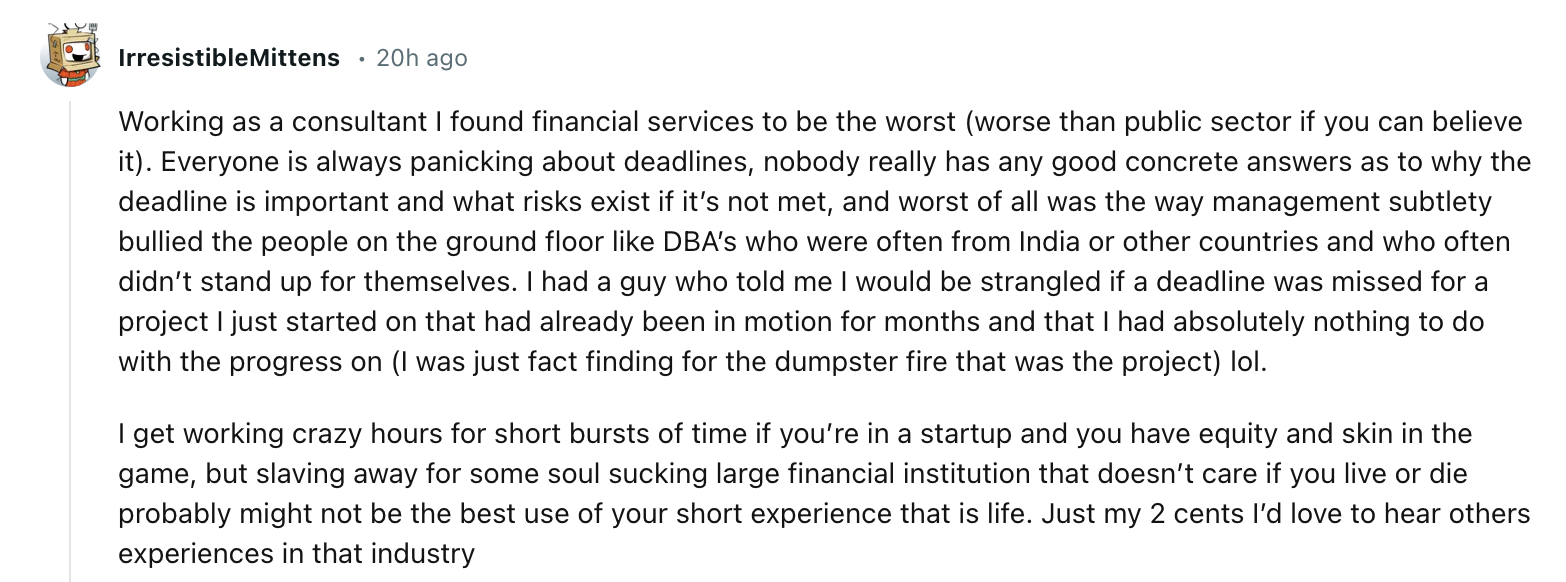 IrresistibleMittens • 20h ago
Working as a consultant I found financial services to be the worst (worse than public sector if you can believe
it). Everyone is always panicking about deadlines, nobody really has any good concrete answers as to why the
deadline is important and what risks exist if it’s not met, and worst of all was the way management subtlety
bullied the people on the ground floor like DBA’s who were often from India or other countries and who often
didn’t stand up for themselves. I had a guy who told me I would be strangled if a deadline was missed for a
project I just started on that had already been in motion for months and that I had absolutely nothing to do
with the progress on (I was just fact finding for the dumpster fire that was the project) lol.
I get working crazy hours for short bursts of time if you’re in a startup and you have equity and skin in the
game, but slaving away for some soul sucking large financial institution that doesn’t care if you live or die
probably might not be the best use of your short experience that is life. Just my 2 cents I’d love to hear others
experiences in that industry